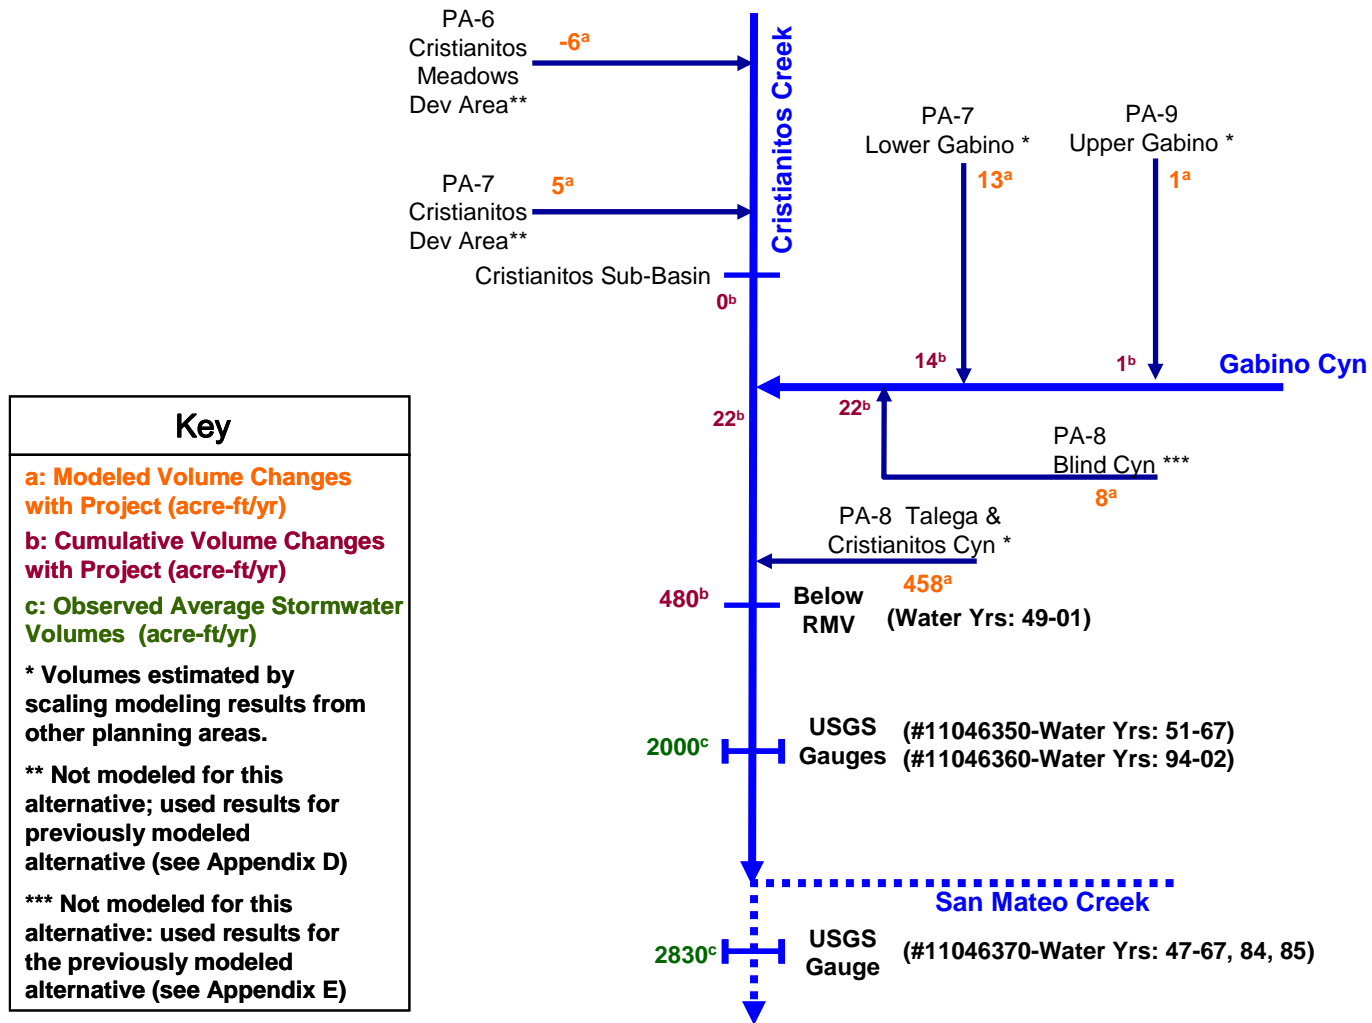 PA-6
Cristianitos
Meadows
Dev Area**
-6ª
Cristianitos Creek
PA-7
Lower Gabino *
13ª
PA-9
Upper Gabino *
1ª
PA-7
Cristianitos
Dev Area**
5ª
Cristianitos Sub-Basin
0ᵇ
14ᵇ
1ᵇ
Gabino Cyn
22ᵇ
22ᵇ
PA-8
Blind Cyn ***
8ª
PA-8 Talega &
Cristianitos Cyn *
458ª
480ᵇ
Below
RMV
(Water Yrs: 49-01)
2000ᶜ
USGS
Gauges
(#11046350-Water Yrs: 51-67)
(#11046360-Water Yrs: 94-02)
San Mateo Creek
2830ᶜ
USGS
Gauge
(#11046370-Water Yrs: 47-67, 84, 85)
Key
a: Modeled Volume Changes
with Project (acre-ft/yr)
b: Cumulative Volume Changes
with Project (acre-ft/yr)
c: Observed Average Stormwater
Volumes (acre-ft/yr)
* Volumes estimated by
scaling modeling results from
other planning areas.
** Not modeled for this
alternative; used results for
previously modeled
alternative (see Appendix D)
*** Not modeled for this
alternative: used results for
the previously modeled
alternative (see Appendix E)